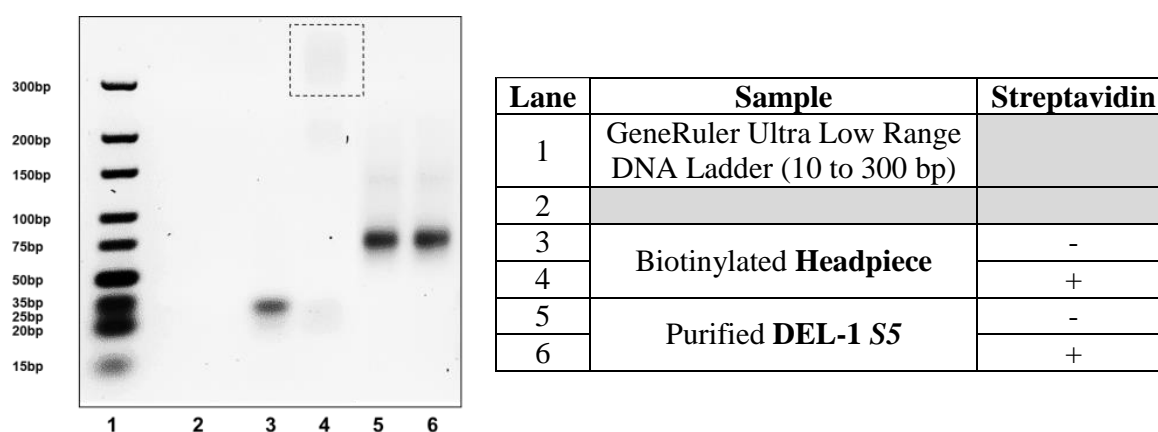 300bp
200bp
150bp
100bp
75bp
50bp
35bp
25bp
20bp
15bp
1 2 3 4 5 6
Lane Sample Streptavidin
1 GeneRuler Ultra Low Range
DNA Ladder (10 to 300 bp)
2
3 -
Biotinylated Headpiece
4 +
5 -
Purified DEL-1 S5
6 +